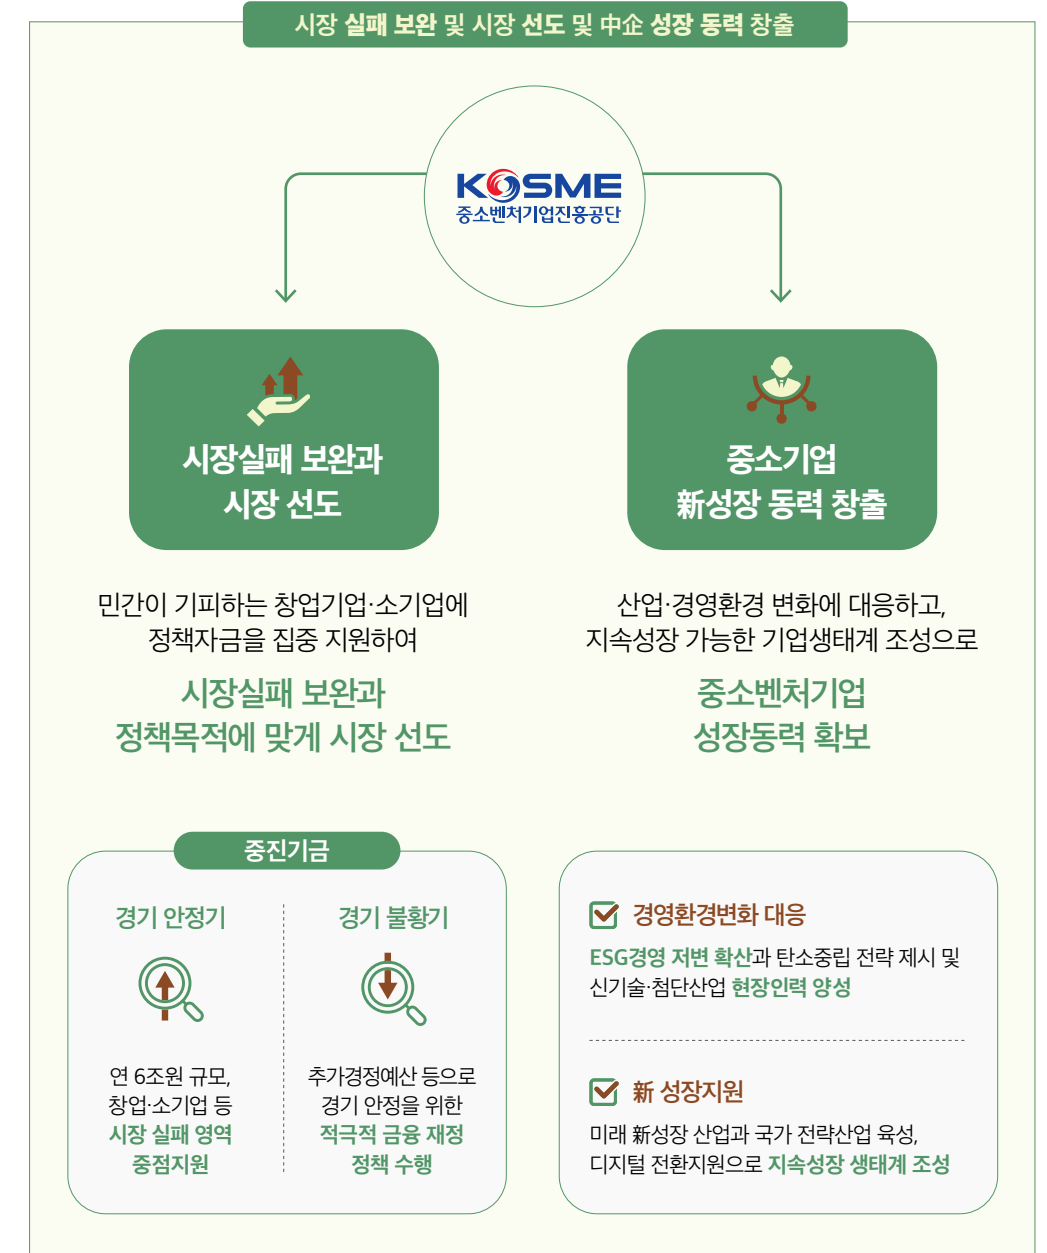 시장 실패 보완 및 시장 선도 및 中企 성장 동력 창출
KOSME
중소벤처기업진흥공단
시장실패 보완과
시장 선도
민간이 기피하는 창업기업·소기업에
정책자금을 집중 지원하여
시장실패 보완과
정책목적에 맞게 시장 선도
중소기업
新성장 동력 창출
산업·경영환경 변화에 대응하고,
지속성장 가능한 기업생태계 조성으로
중소벤처기업
성장동력 확보
중진기금
경기 안정기
연 6조원 규모,
창업·소기업 등
시장 실패 영역
중점지원
경기 불황기
추가경정예산 등으로
경기 안정을 위한
적극적 금융 재정
정책 수행
경영환경변화 대응
ESG경영 저변 확산과 탄소중립 전략 제시 및
신기술·첨단산업 현장인력 양성
新 성장지원
미래 新성장 산업과 국가 전략산업 육성,
디지털 전환지원으로 지속성장 생태계 조성